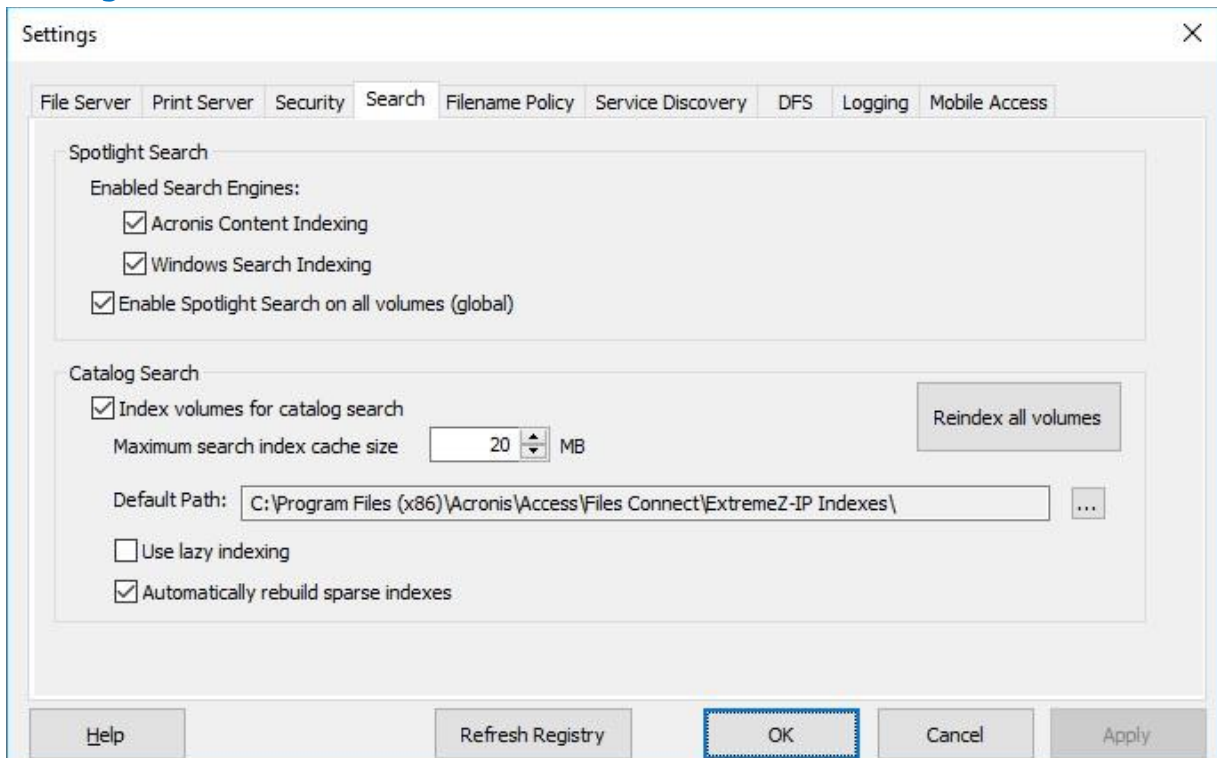 Settings
File Server Print Server Security Search Filename Policy Service Discovery DFS Logging Mobile Access
Spotlight Search
Enabled Search Engines:
Acronis Content Indexing
Windows Search Indexing
Enable Spotlight Search on all volumes (global)
Catalog Search
Index volumes for catalog search
Reindex all volumes
Maximum search index cache size 20 MB
Default Path: C:\Program Files (x86)\Acronis\Access\Files Connect\ExtremeZ-IP Indexes\ ...
Use lazy indexing
Automatically rebuild sparse indexes
Help Refresh Registry OK Cancel Apply